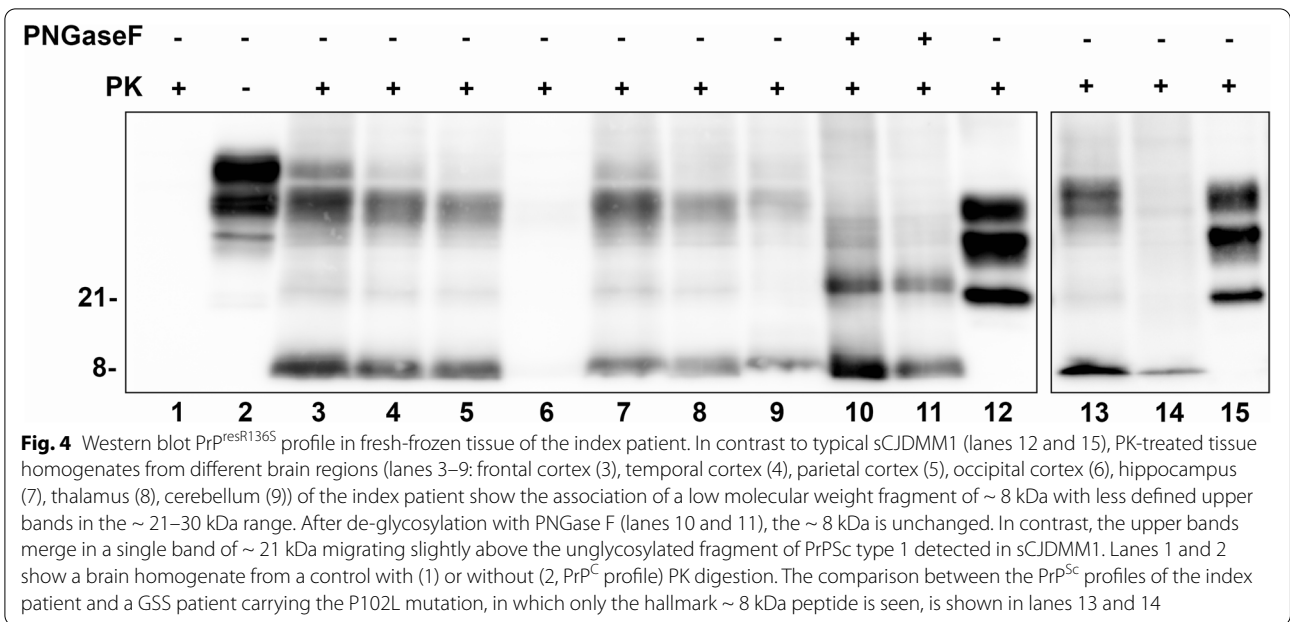 PNGaseF - - - - - - - - - + + - - - -
PK + - + + + + + + + + + + + + +
21-
8-
1 2 3 4 5 6 7 8 9 10 11 12 13 14 15
Fig. 4 Western blot PrPresR136S profile in fresh-frozen tissue of the index patient. In contrast to typical sCJDMM1 (lanes 12 and 15), PK-treated tissue
homogenates from different brain regions (lanes 3–9: frontal cortex (3), temporal cortex (4), parietal cortex (5), occipital cortex (6), hippocampus
(7), thalamus (8), cerebellum (9)) of the index patient show the association of a low molecular weight fragment of ~ 8 kDa with less defined upper
bands in the ~ 21–30 kDa range. After de-glycosylation with PNGase F (lanes 10 and 11), the ~ 8 kDa is unchanged. In contrast, the upper bands
merge in a single band of ~ 21 kDa migrating slightly above the unglycosylated fragment of PrPSc type 1 detected in sCJDMM1. Lanes 1 and 2
show a brain homogenate from a control with (1) or without (2, PrPC profile) PK digestion. The comparison between the PrPSc profiles of the index
patient and a GSS patient carrying the P102L mutation, in which only the hallmark ~ 8 kDa peptide is seen, is shown in lanes 13 and 14